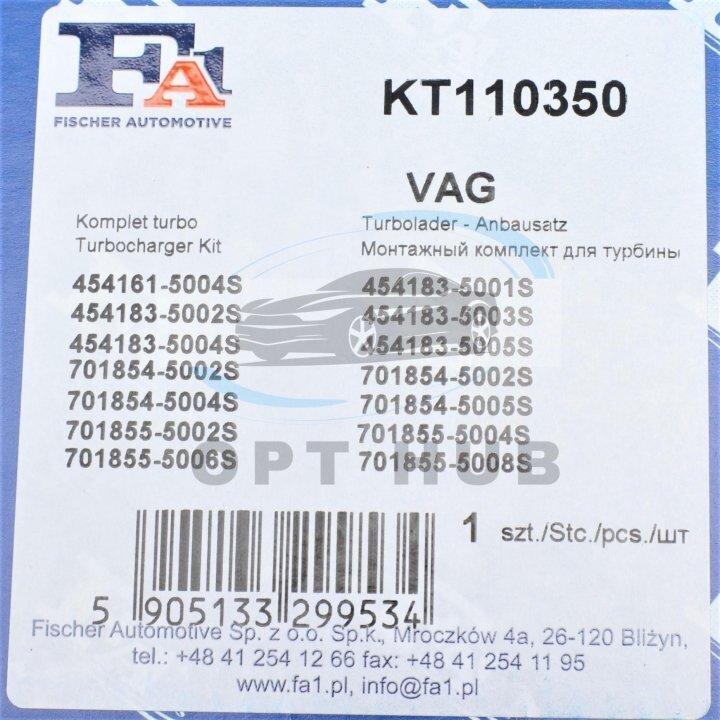 FA1
FISCHER AUTOMOTIVE
KT110350
VAG
Komplet turbo
Turbocharger Kit
Turbolader - Anbausatz
Монтажный комплект для турбины
454161-5004S 454183-5001S
454183-5002S 454183-5003S
454183-5004S 454183-5005S
701854-5002S 701854-5002S
701854-5004S 701854-5005S
701855-5002S 701855-5004S
701855-5006S 701855-5008S
OPT HUB
1 szt./Stc./pcs./шт
5 905133 299534
Fischer Automotive Sp. z o.o. Sp.k., Mroczków 4a, 26-120 Bliżyn,
tel.: +48 41 254 12 66 fax: +48 41 254 11 95
www.fa1.pl, info@fa1.pl